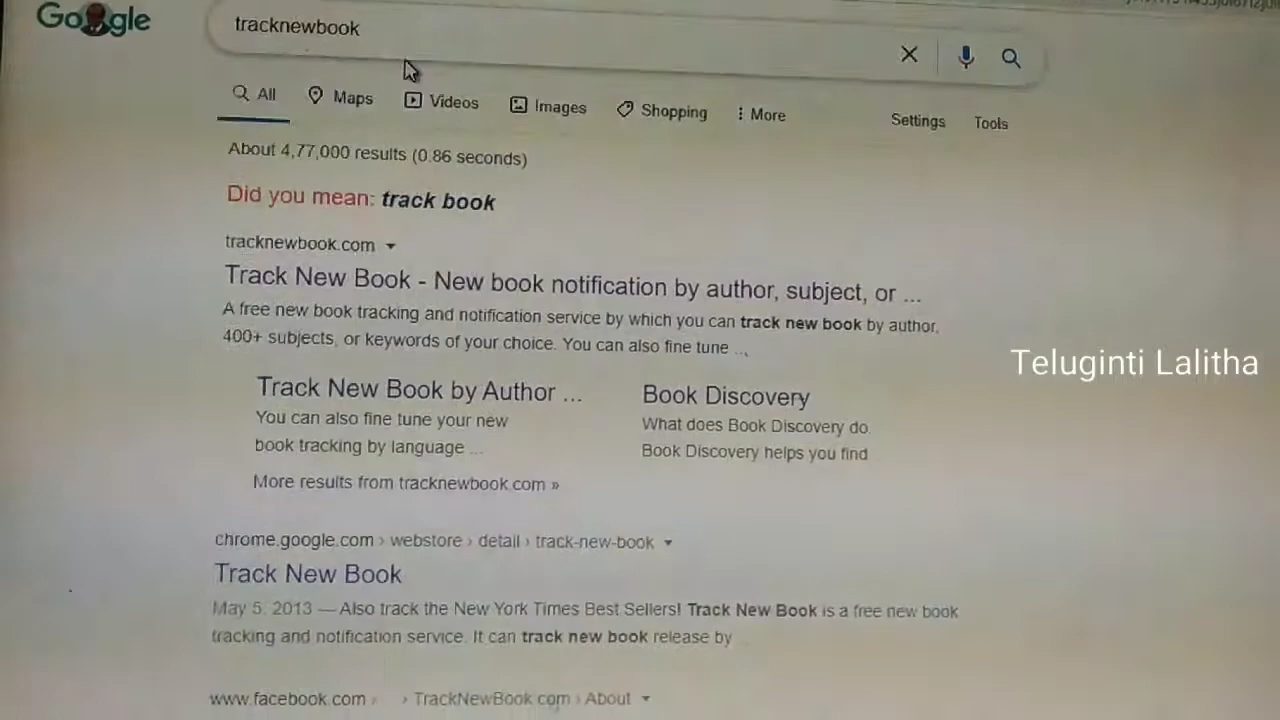 Google
tracknewbook
All Maps Videos Images Shopping More Settings Tools
About 4,77,000 results (0.86 seconds)
Did you mean: track book
tracknewbook.com
Track New Book - New book notification by author, subject, or ...
A free new book tracking and notification service by which you can track new book by author,
400+ subjects, or keywords of your choice. You can also fine tune ...
Teluginti Lalitha
Track New Book by Author ...
You can also fine tune your new
book tracking by language ...
Book Discovery
What does Book Discovery do.
Book Discovery helps you find
More results from tracknewbook.com »
chrome.google.com › webstore › detail › track-new-book
Track New Book
May 5, 2013 — Also track the New York Times Best Sellers! Track New Book is a free new book
tracking and notification service. It can track new book release by
www.facebook.com › › TrackNewBook.com › About